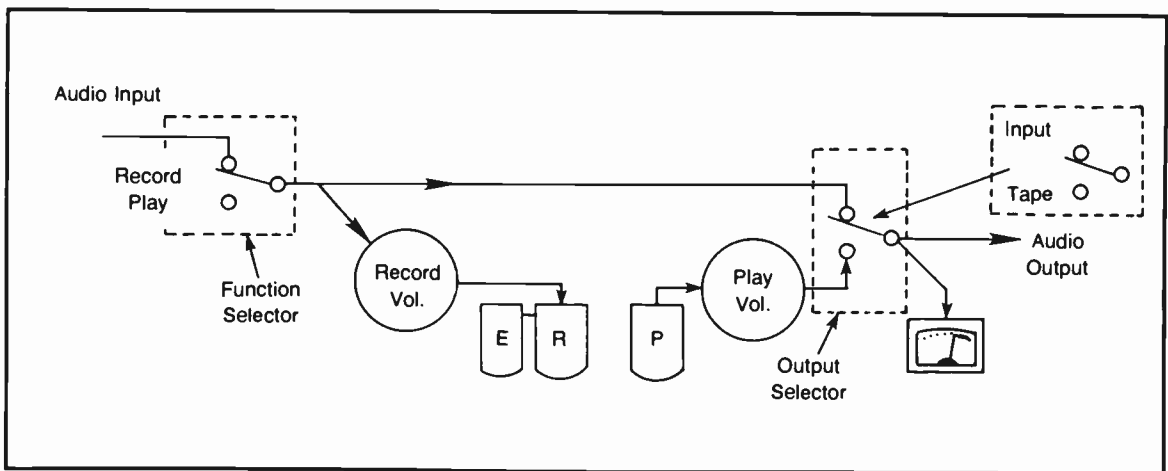 Audio Input
Record
Play
Function
Selector
Record
Vol.
E
R
P
Play
Vol.
Output
Selector
Input
Tape
Audio
Output